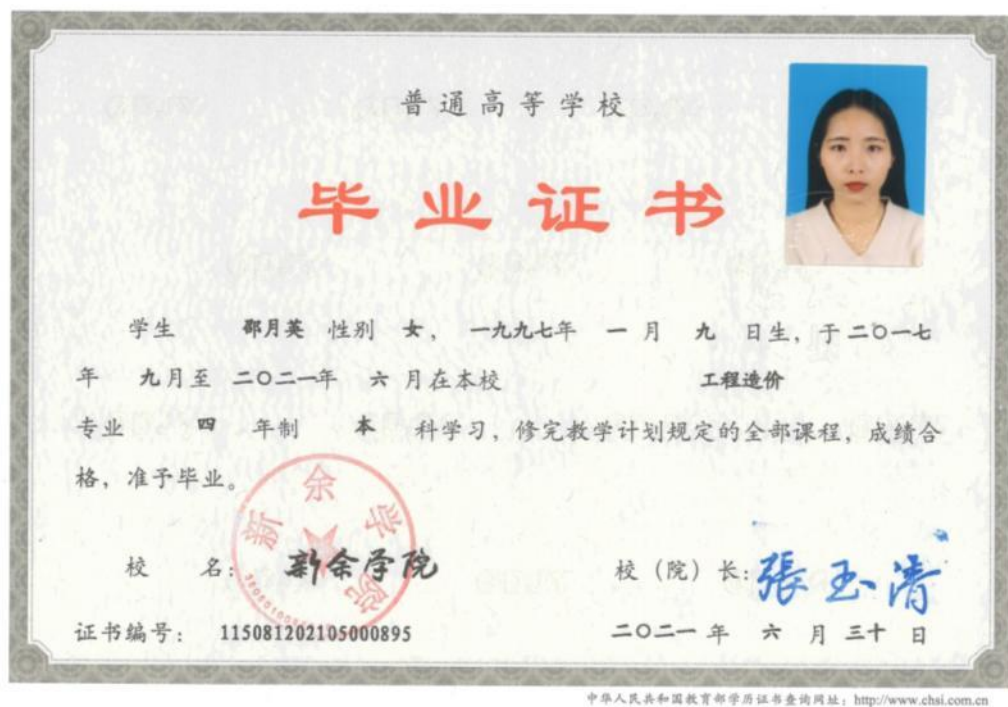 普通高等学校
毕业证书
学生 邵月英 性别 女，一九九七年 一 月 九 日生，于二〇一七
年 九月至 二〇二一年 六 月在本校 工程造价
专业 四 年制 本 科学习，修完教学计划规定的全部课程，成绩合
格，准予毕业。
新余学院
校 名：新余学院
校（院）长：張玉清
证书编号：115081202105000895
二〇二一 年 六 月 三十 日
中华人民共和国教育部学历证书查询网址：http://www.chsi.com.cn